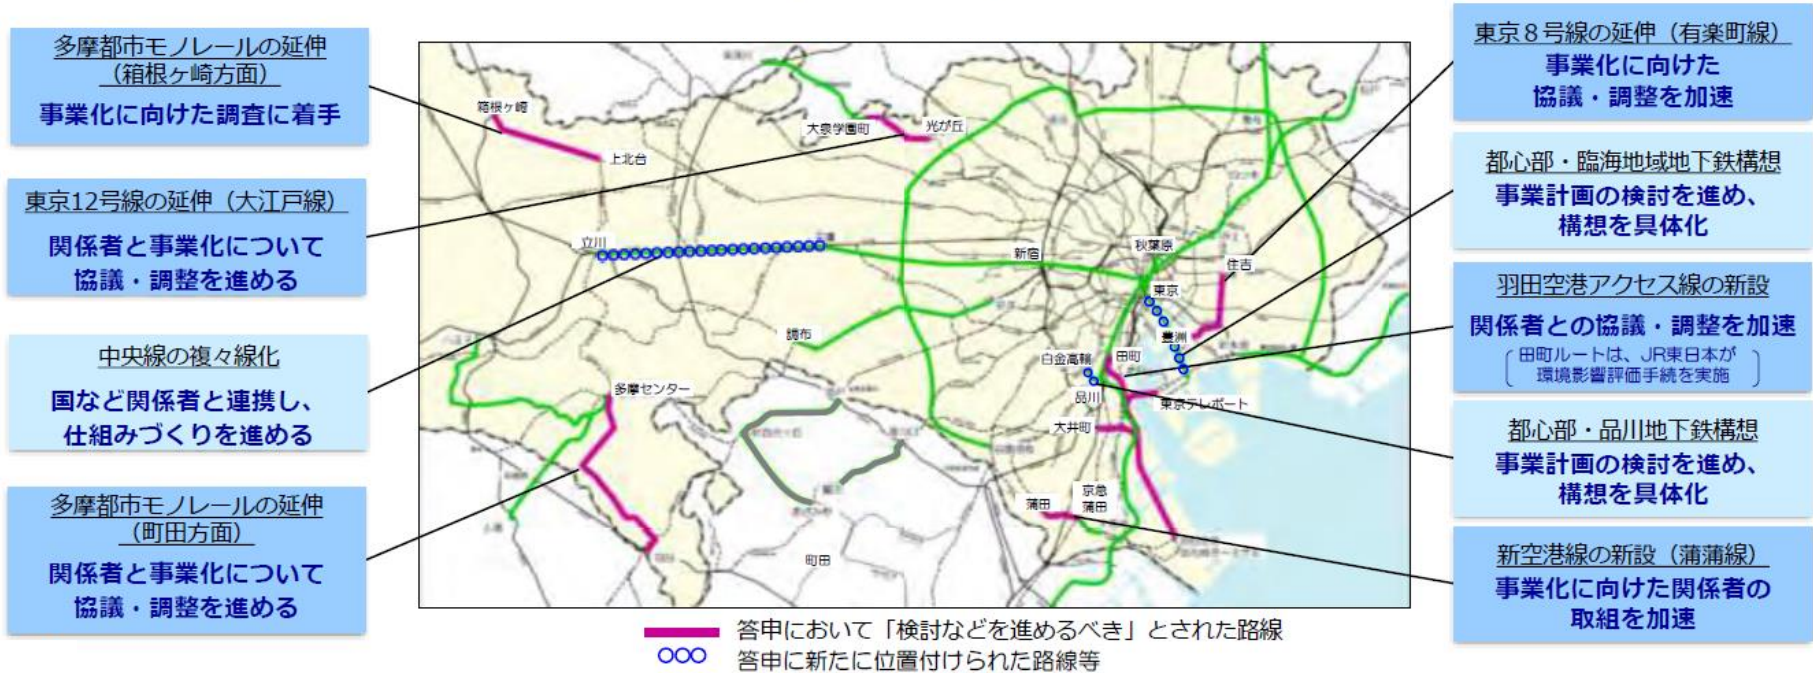 多摩都市モノレールの延伸
（箱根ヶ崎方面）
事業化に向けた調査に着手
東京12号線の延伸（大江戸線）
関係者と事業化について
協議・調整を進める
中央線の複々線化
国など関係者と連携し、
仕組みづくりを進める
多摩都市モノレールの延伸
（町田方面）
関係者と事業化について
協議・調整を進める
箱根ヶ崎
上北台
大泉学園町
光が丘
立川
新宿
秋葉原
住吉
東京
豊洲
調布
白金高輪
田町
品川
東京テレポート
多摩センター
大井町
蒲田
京急
蒲田
町田
東京８号線の延伸（有楽町線）
事業化に向けた
協議・調整を加速
都心部・臨海地域地下鉄構想
事業計画の検討を進め、
構想を具体化
羽田空港アクセス線の新設
関係者との協議・調整を加速
田町ルートは、JR東日本が
環境影響評価手続を実施
都心部・品川地下鉄構想
事業計画の検討を進め、
構想を具体化
新空港線の新設（蒲蒲線）
事業化に向けた関係者の
取組を加速
答申において「検討などを進めるべき」とされた路線
答申に新たに位置付けられた路線等